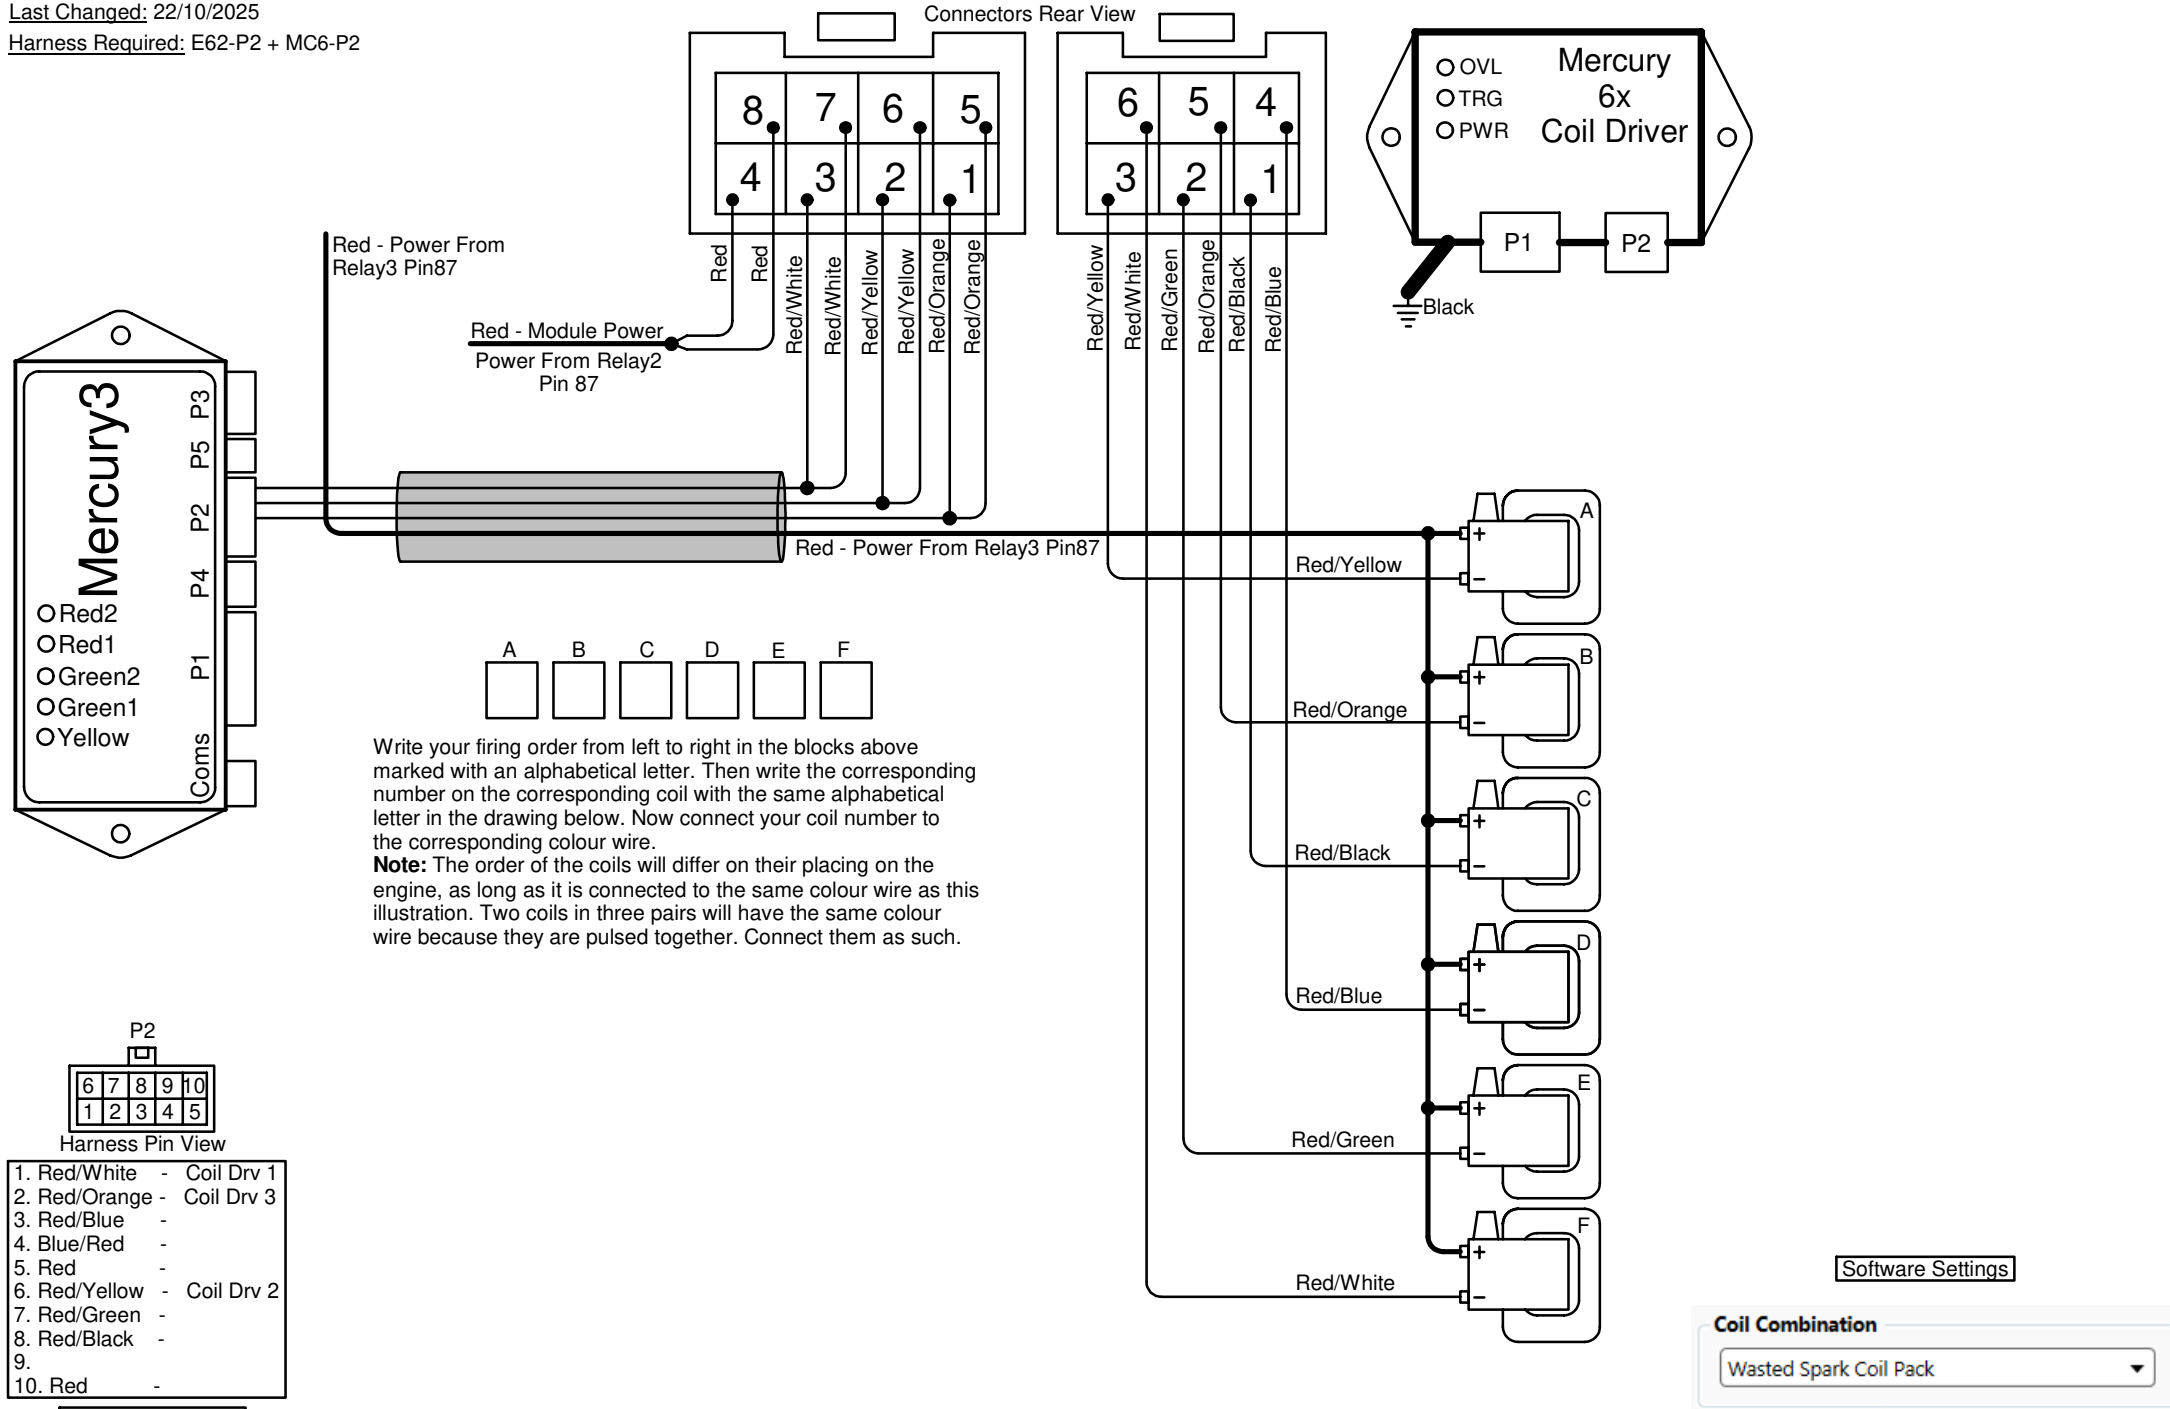 Last Changed: 22/10/2025
Harness Required: E62-P2 + MC6-P2
Connectors Rear View
8 7 6 5
4 3 2 1
6 5 4
3 2 1
OVL
TRG
PWR
Mercury
6x
Coil Driver
P1 P2
Black
Red
Red
Red/White
Red/White
Red/Yellow
Red/Yellow
Red/Orange
Red/Orange
Red/Yellow
Red/White
Red/Green
Red/Orange
Red/Black
Red/Blue
Red - Power From
Relay3 Pin87
Red - Module Power
Power From Relay2
Pin 87
Mercury3
P3
P5
P2
P4
P1
Coms
Red2
Red1
Green2
Green1
Yellow
Red - Power From Relay3 Pin87
Red/Yellow
A
+
−
Red/Orange
B
+
−
Red/Black
C
+
−
Red/Blue
D
+
−
Red/Green
E
+
−
Red/White
F
+
−
A B C D E F
Write your firing order from left to right in the blocks above
marked with an alphabetical letter. Then write the corresponding
number on the corresponding coil with the same alphabetical
letter in the drawing below. Now connect your coil number to
the corresponding colour wire.
Note: The order of the coils will differ on their placing on the
engine, as long as it is connected to the same colour wire as this
illustration. Two coils in three pairs will have the same colour
wire because they are pulsed together. Connect them as such.
P2
6 7 8 9 10
1 2 3 4 5
Harness Pin View
1. Red/White - Coil Drv 1
2. Red/Orange - Coil Drv 3
3. Red/Blue -
4. Blue/Red -
5. Red -
6. Red/Yellow - Coil Drv 2
7. Red/Green -
8. Red/Black -
9.
10. Red -
Software Settings
Coil Combination
Wasted Spark Coil Pack